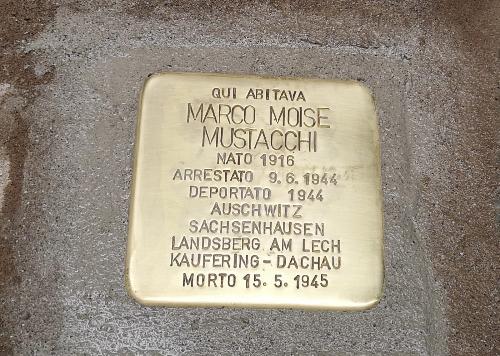 QUI ABITAVA
MARCO MOISE
MUSTACCHI
NATO 1916
ARRESTATO 9.6.1944
DEPORTATO 1944
AUSCHWITZ
SACHSENHAUSEN
LANDSBERG AM LECH
KAUFERING-DACHAU
MORTO 15.5.1945